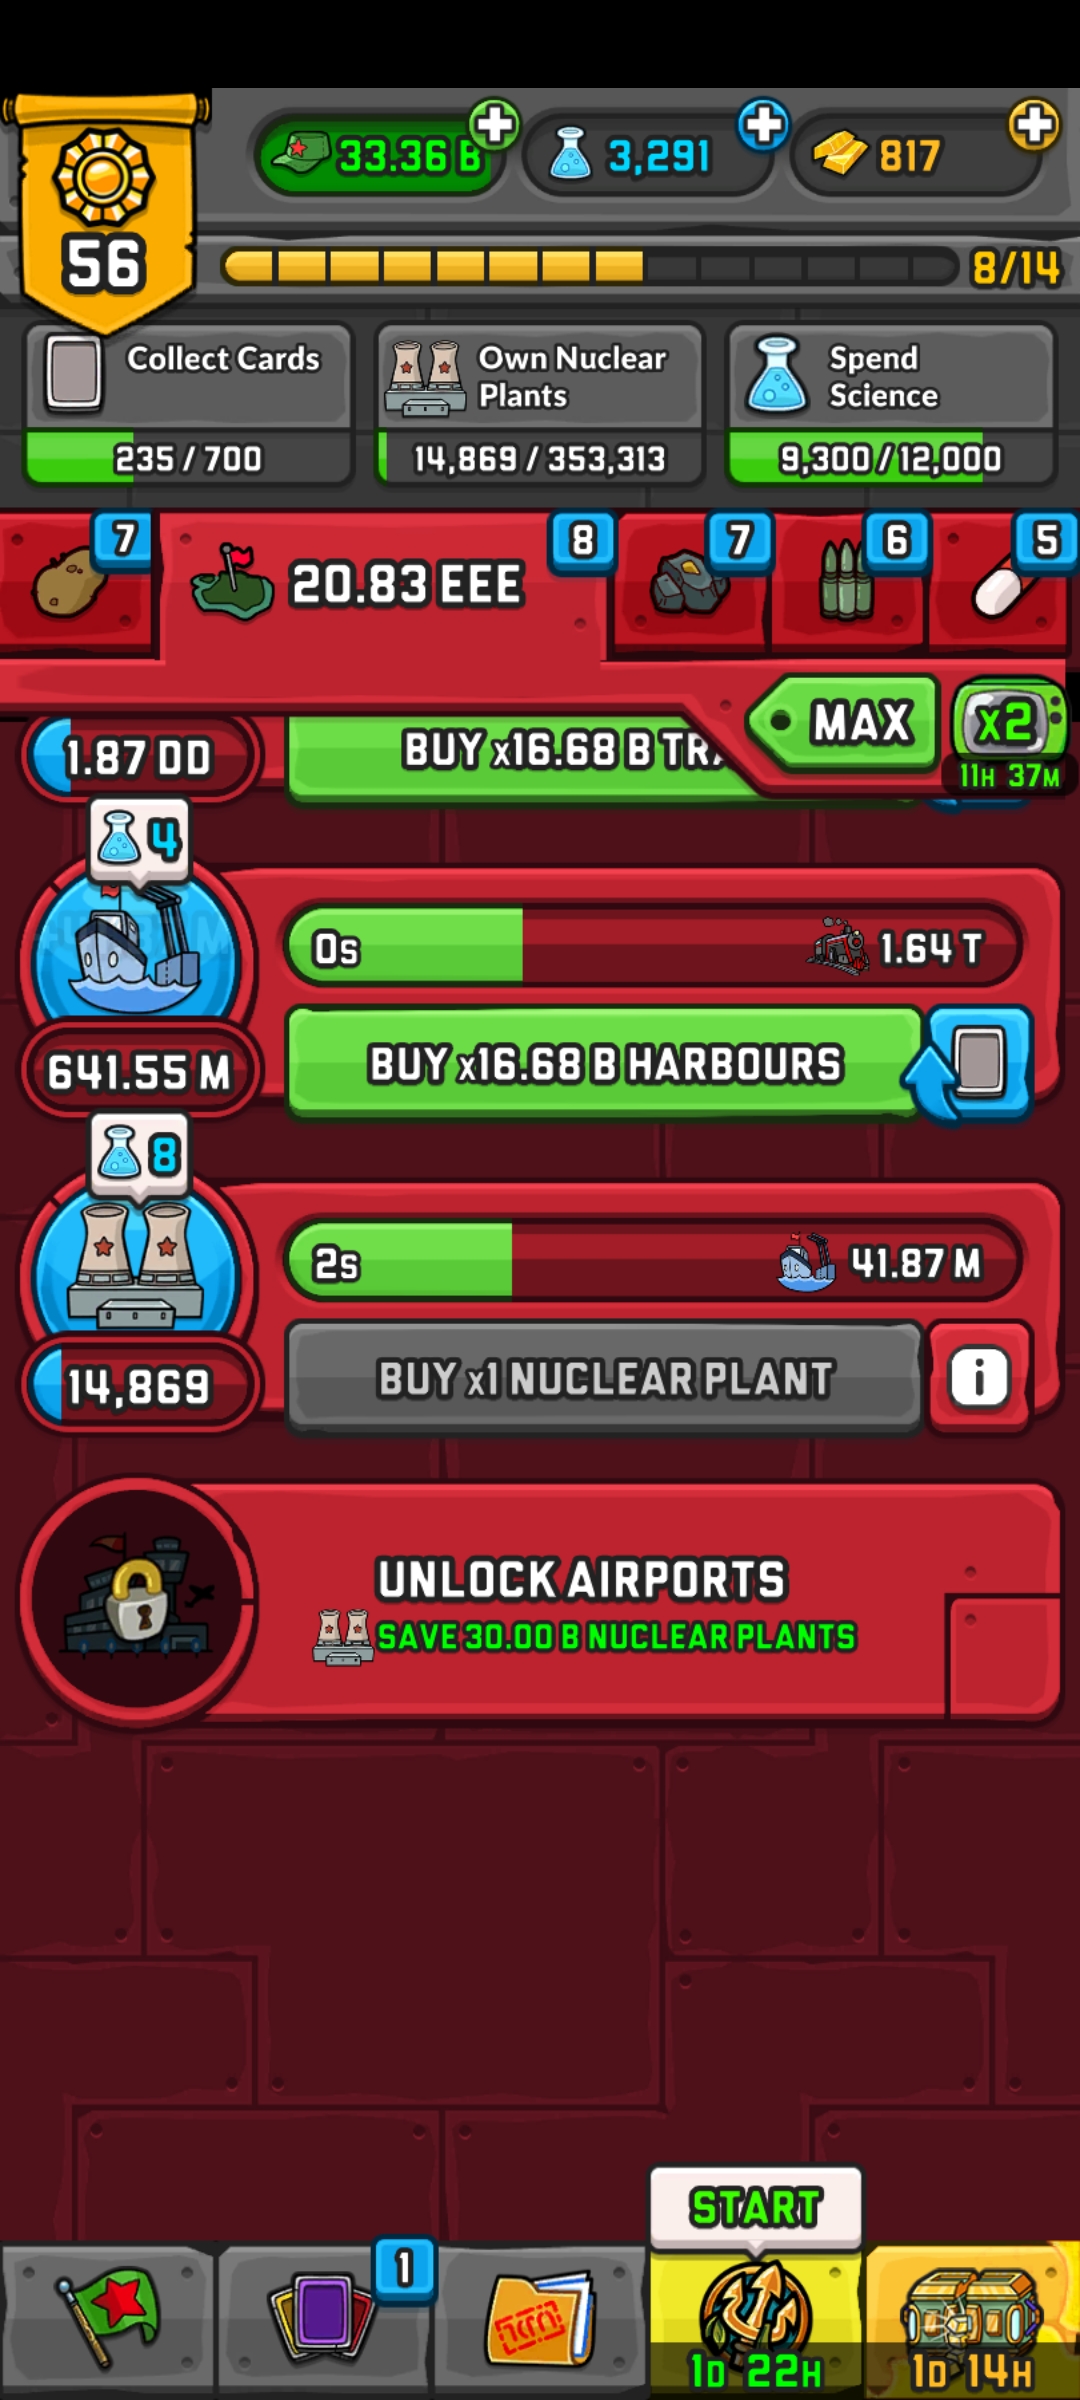 33.36 B
3,291
817
56
8/14
Collect Cards
235 / 700
Own Nuclear
Plants
14,869 / 353,313
Spend
Science
9,300 / 12,000
7
20.83 EEE
8
7
6
5
MAX
x2
11H 37M
1.87 DD
BUY x16.68 B TRA
4
0s
1.64 T
641.55 M
BUY x16.68 B HARBOURS
8
2s
41.87 M
14,869
BUY x1 NUCLEAR PLANT
i
UNLOCK AIRPORTS
SAVE 30.00 B NUCLEAR PLANTS
START
1
1D 22H
1D 14H